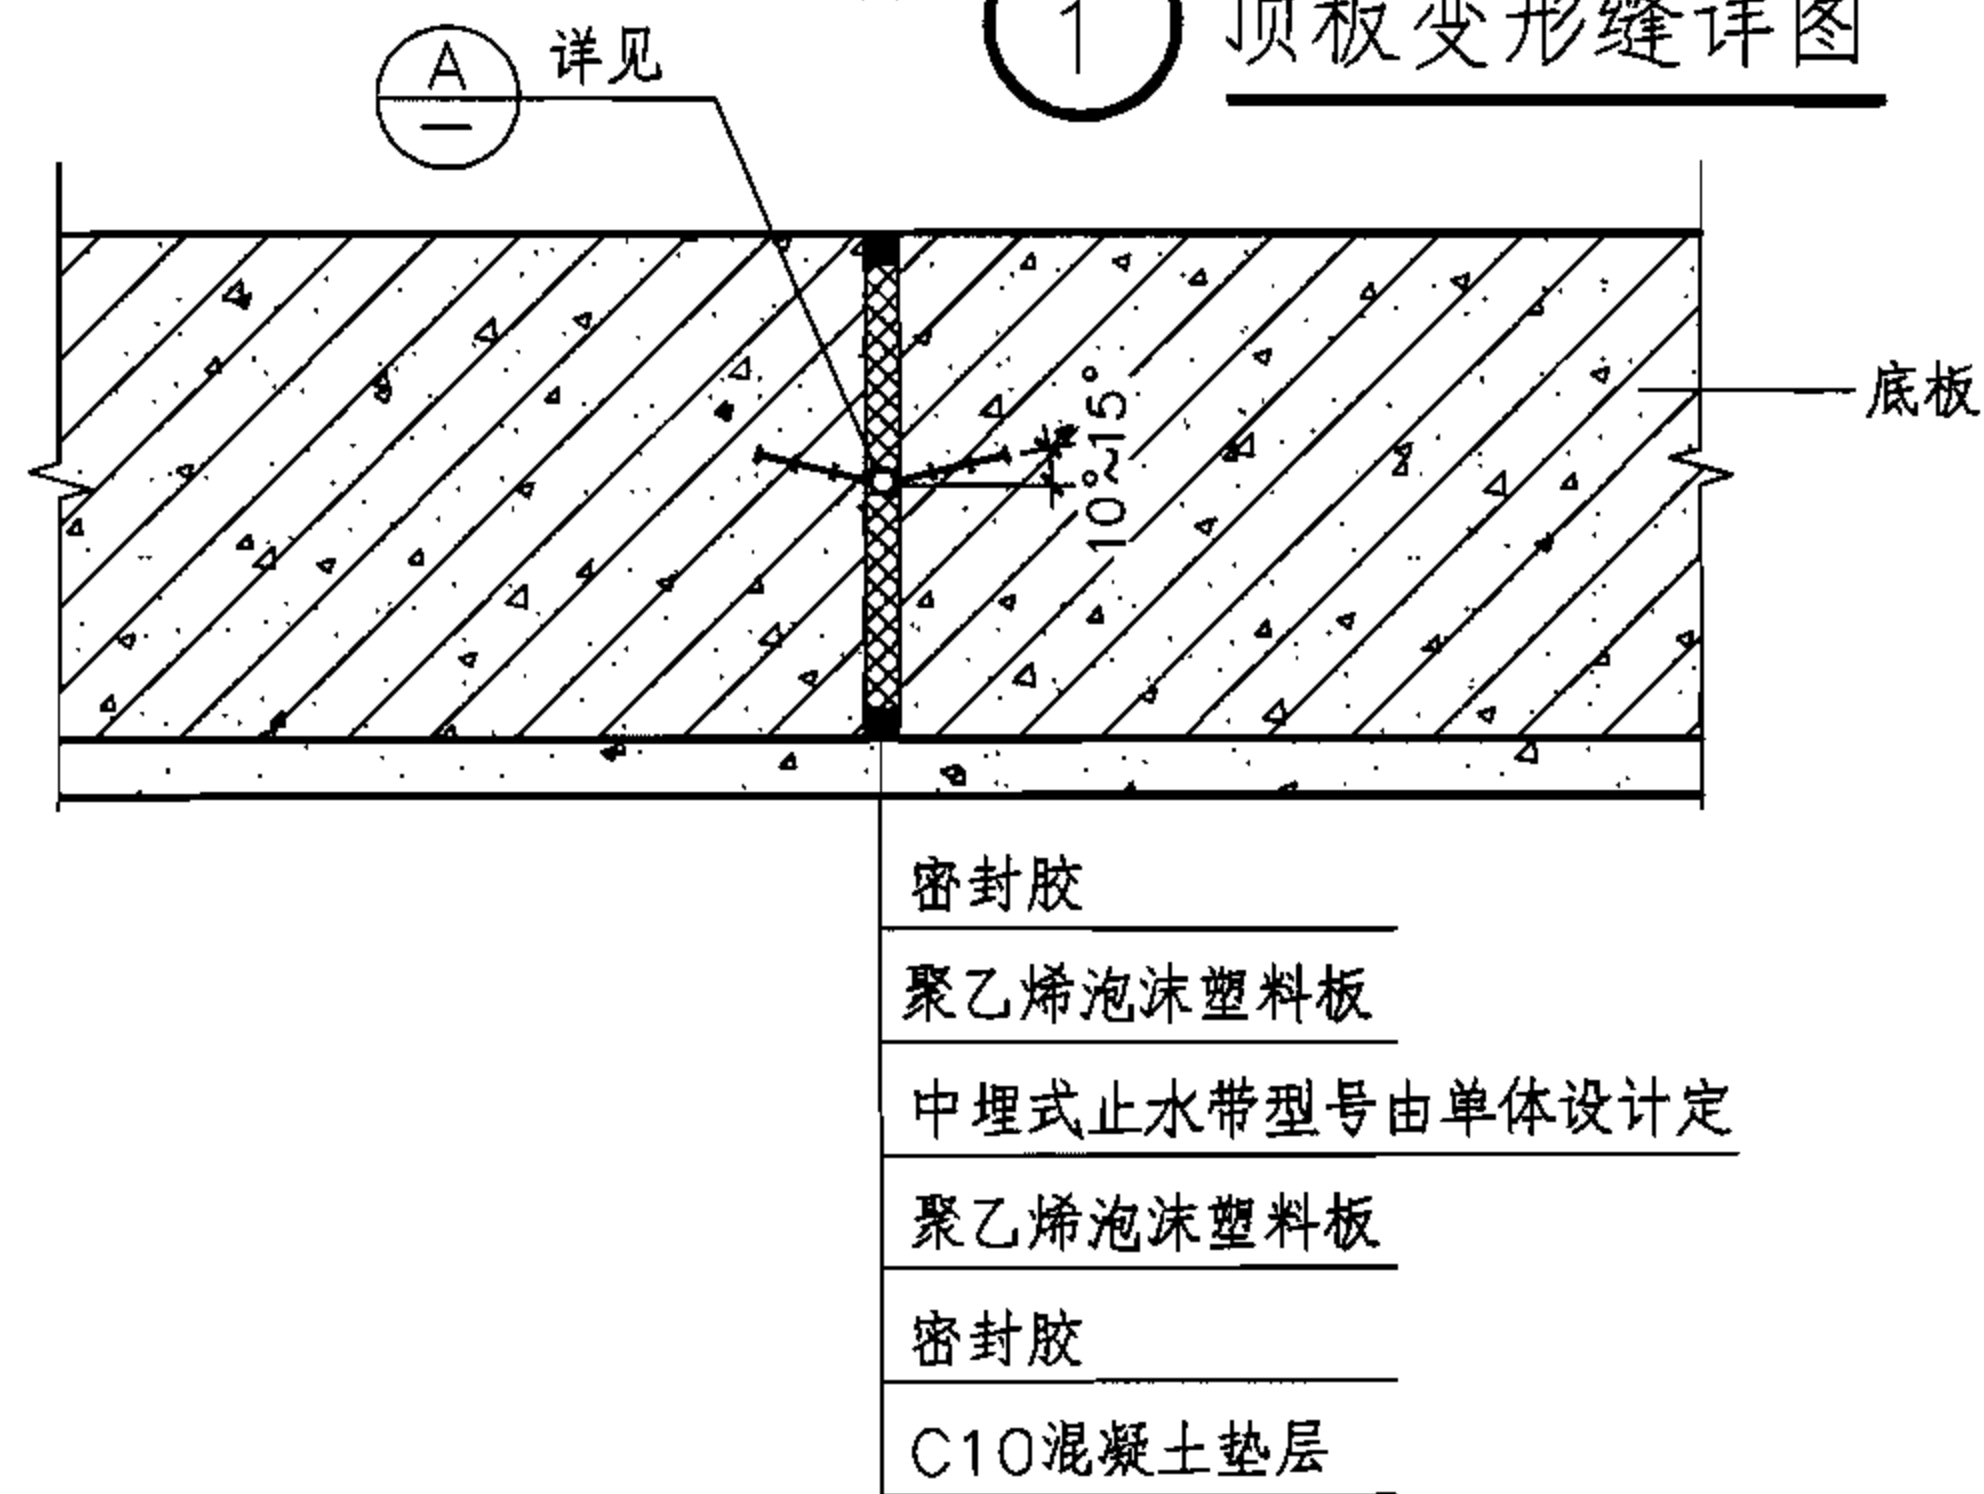 1 顶板变形缝详图
A 详见
—
10°~15°
底板
密封胶
聚乙烯泡沫塑料板
中埋式止水带型号由单体设计定
聚乙烯泡沫塑料板
密封胶
C10混凝土垫层